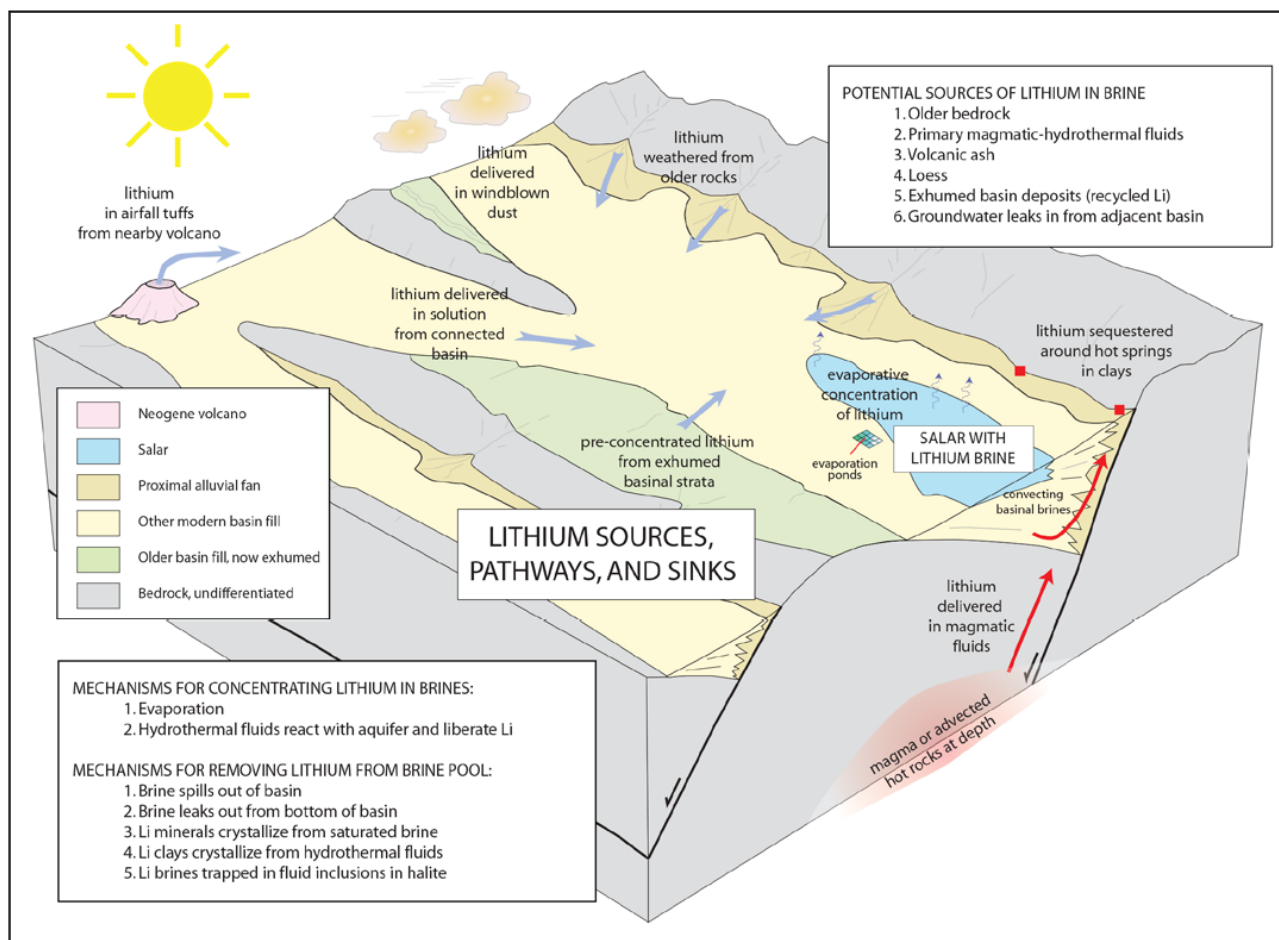 lithium
in airfall tuffs
from nearby volcano
lithium
delivered
in windblown
dust
lithium
weathered from
older rocks
POTENTIAL SOURCES OF LITHIUM IN BRINE
1. Older bedrock
2. Primary magmatic-hydrothermal fluids
3. Volcanic ash
4. Loess
5. Exhumed basin deposits (recycled Li)
6. Groundwater leaks in from adjacent basin
lithium delivered
in solution
from connected
basin
lithium sequestered
around hot springs
in clays
evaporative
concentration
of lithium
SALAR WITH
LITHIUM BRINE
evaporation
ponds
convecting
basinal brines
pre-concentrated lithium
from exhumed
basinal strata
Neogene volcano
Salar
Proximal alluvial fan
Other modern basin fill
Older basin fill, now exhumed
Bedrock, undifferentiated
LITHIUM SOURCES,
PATHWAYS, AND SINKS
lithium
delivered
in magmatic
fluids
magma or advected
hot rocks at depth
MECHANISMS FOR CONCENTRATING LITHIUM IN BRINES:
1. Evaporation
2. Hydrothermal fluids react with aquifer and liberate Li
MECHANISMS FOR REMOVING LITHIUM FROM BRINE POOL:
1. Brine spills out of basin
2. Brine leaks out from bottom of basin
3. Li minerals crystallize from saturated brine
4. Li clays crystallize from hydrothermal fluids
5. Li brines trapped in fluid inclusions in halite